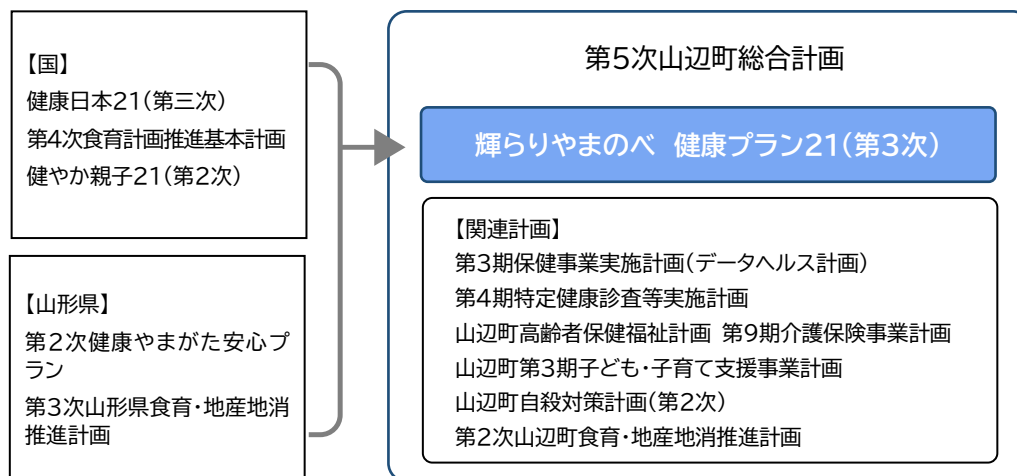 【国】
健康日本21(第三次)
第4次食育計画推進基本計画
健やか親子21(第2次)
【山形県】
第2次健康やまがた安心プ
ラン
第3次山形県食育・地産地消
推進計画
第5次山辺町総合計画
輝らりやまのべ 健康プラン21(第3次)
【関連計画】
第3期保健事業実施計画(データヘルス計画)
第4期特定健康診査等実施計画
山辺町高齢者保健福祉計画 第9期介護保険事業計画
山辺町第3期子ども・子育て支援事業計画
山辺町自殺対策計画(第2次)
第2次山辺町食育・地産地消推進計画